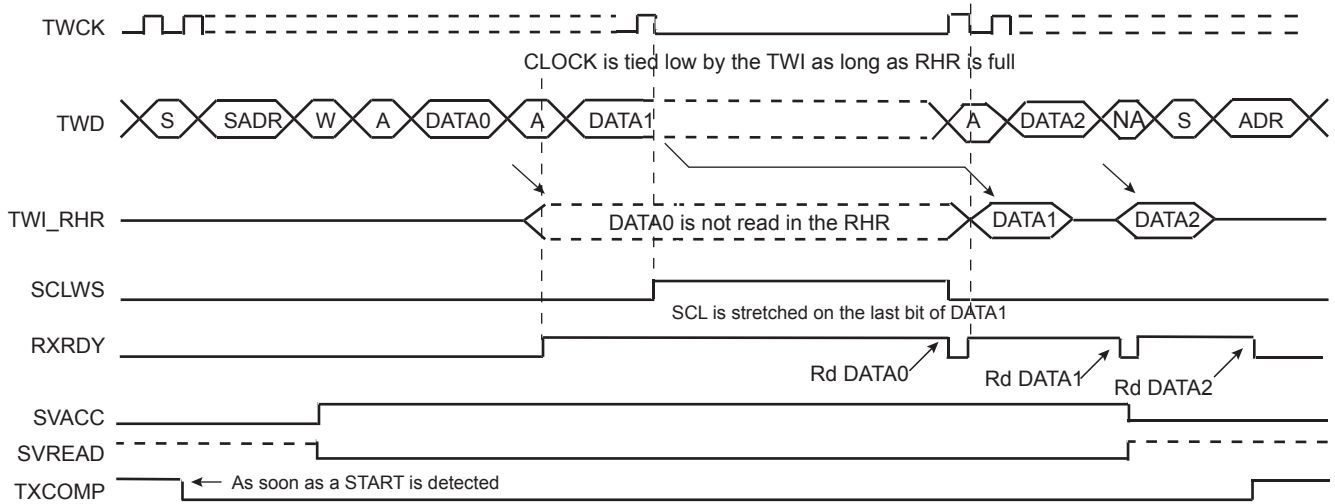 TWCK
CLOCK is tied low by the TWI as long as RHR is full
TWD S SADR W A DATA0 A DATA1 A DATA2 NA S ADR
TWI_RHR DATA0 is not read in the RHR DATA1 DATA2
SCLWS
SCL is stretched on the last bit of DATA1
RXRDY
Rd DATA0 Rd DATA1 Rd DATA2
SVACC
SVREAD
TXCOMP As soon as a START is detected